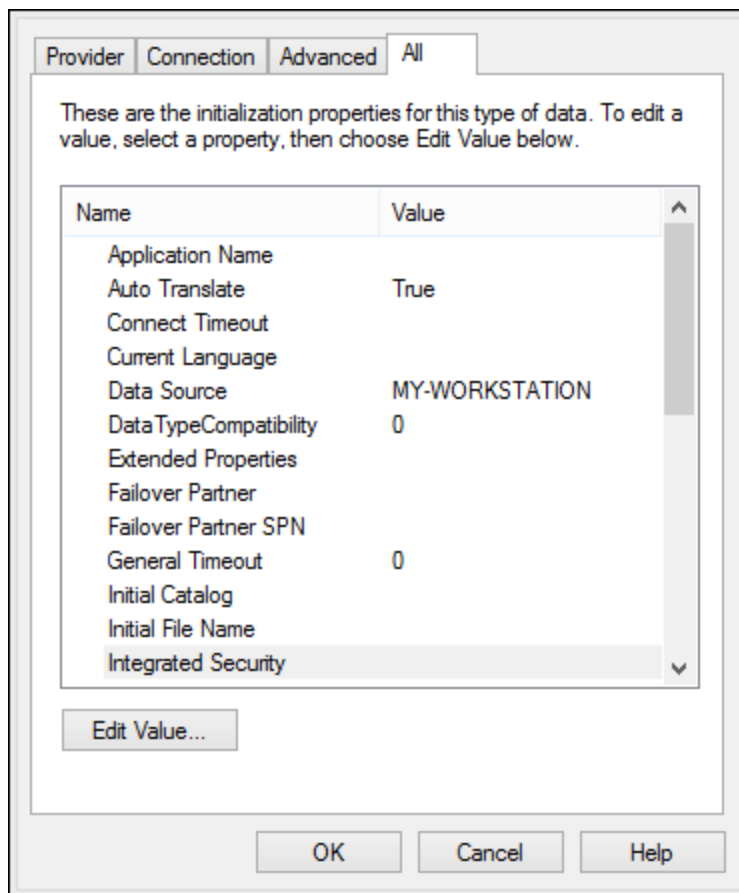 Provider Connection Advanced All
These are the initialization properties for this type of data. To edit a
value, select a property, then choose Edit Value below.
Name Value
Application Name
Auto Translate True
Connect Timeout
Current Language
Data Source MY-WORKSTATION
DataTypeCompatibility 0
Extended Properties
Failover Partner
Failover Partner SPN
General Timeout 0
Initial Catalog
Initial File Name
Integrated Security
Edit Value...
OK Cancel Help